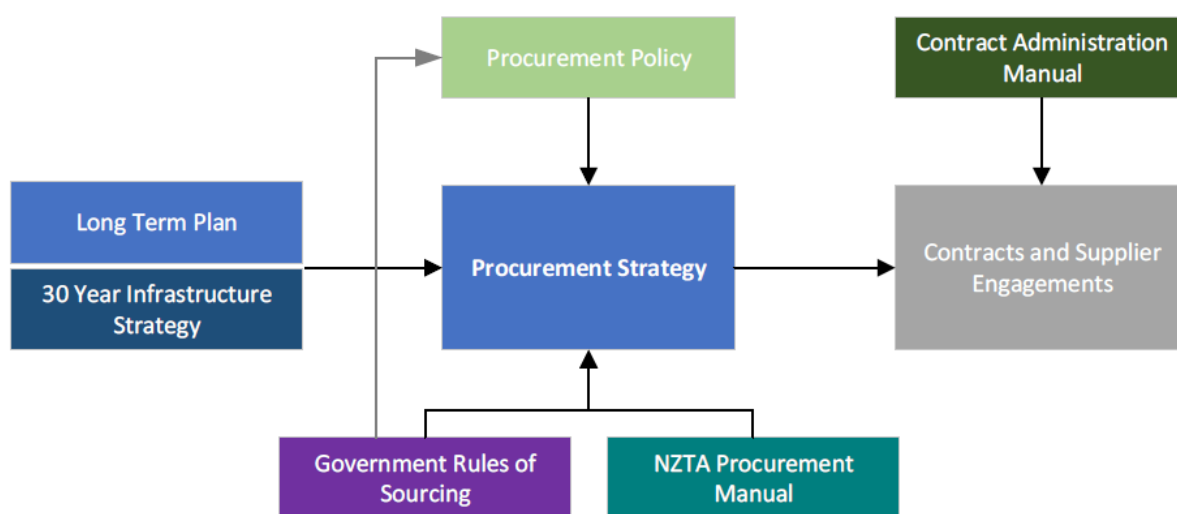 Procurement Policy
Contract Administration
Manual
Long Term Plan
30 Year Infrastructure
Strategy
Procurement Strategy
Contracts and Supplier
Engagements
Government Rules of
Sourcing
NZTA Procurement
Manual